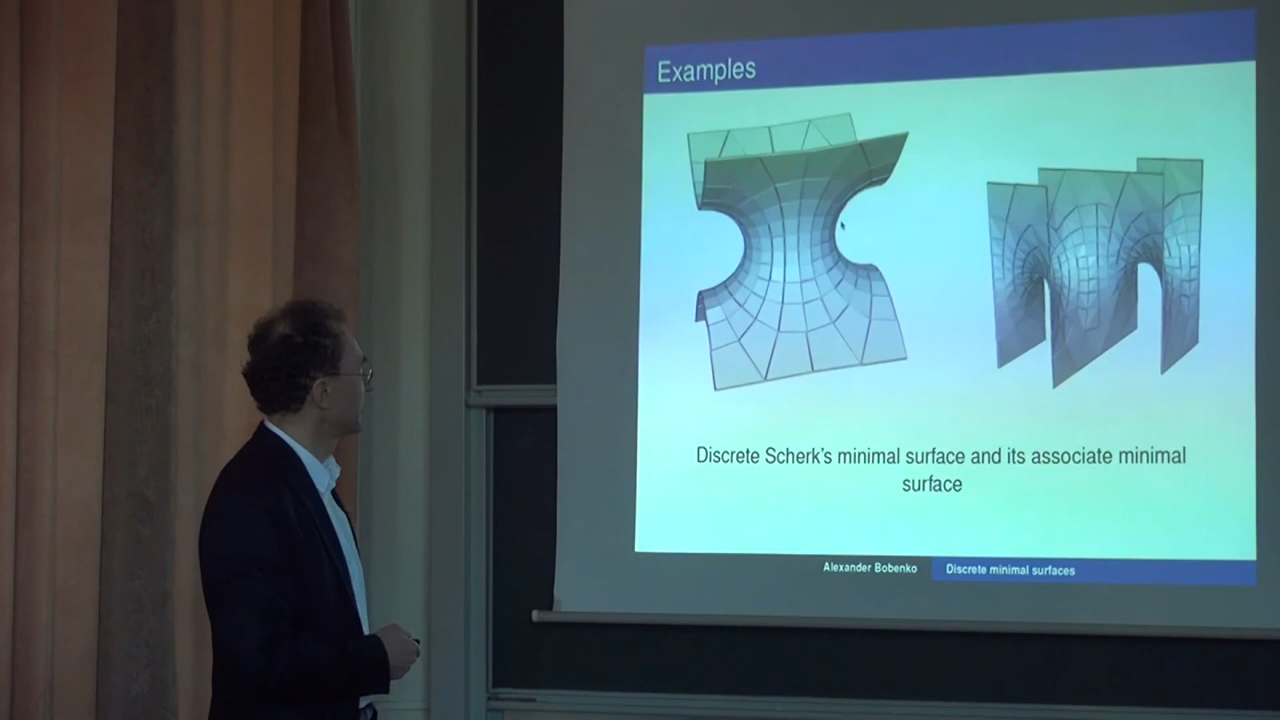 Examples
Discrete Scherk's minimal surface and its associate minimal
surface
Alexander Bobenko
Discrete minimal surfaces